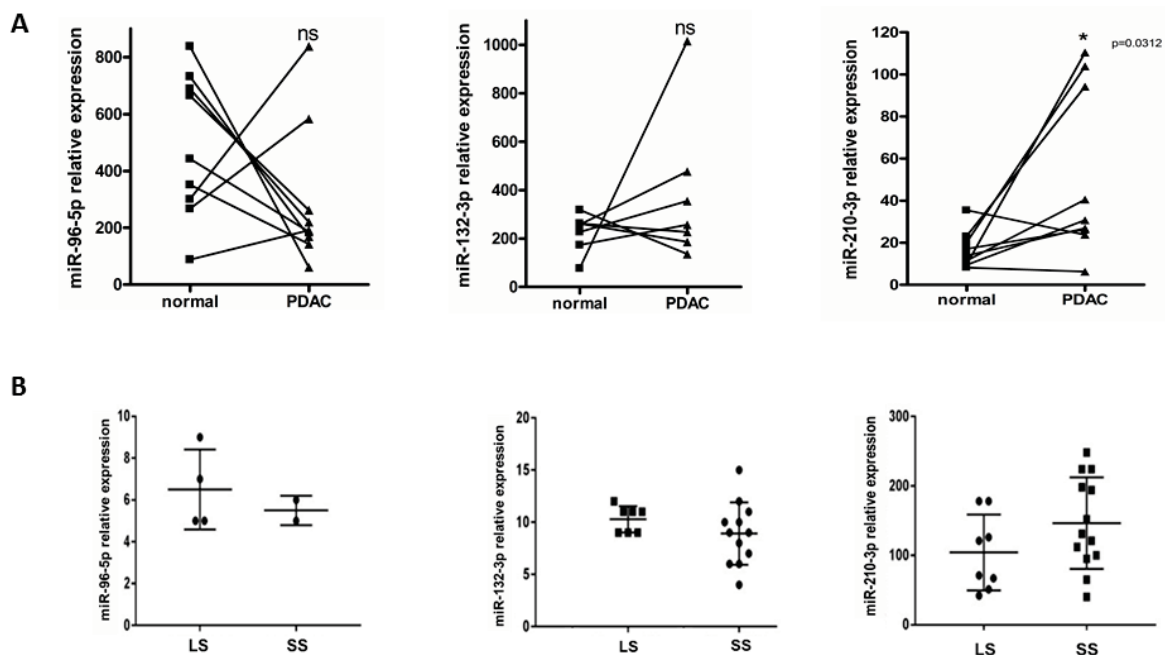 A
miR-96-5p relative expression
800
600
400
200
0
ns
normal PDAC
miR-132-3p relative expression
1000
800
600
400
200
0
ns
normal PDAC
miR-210-3p relative expression
120
100
80
60
40
20
0
*
p=0.0312
normal PDAC
B
miR-96-5p relative expression
10
8
6
4
2
0
LS SS
miR-132-3p relative expression
20
15
10
5
0
LS SS
miR-210-3p relative expression
300
200
100
0
LS SS